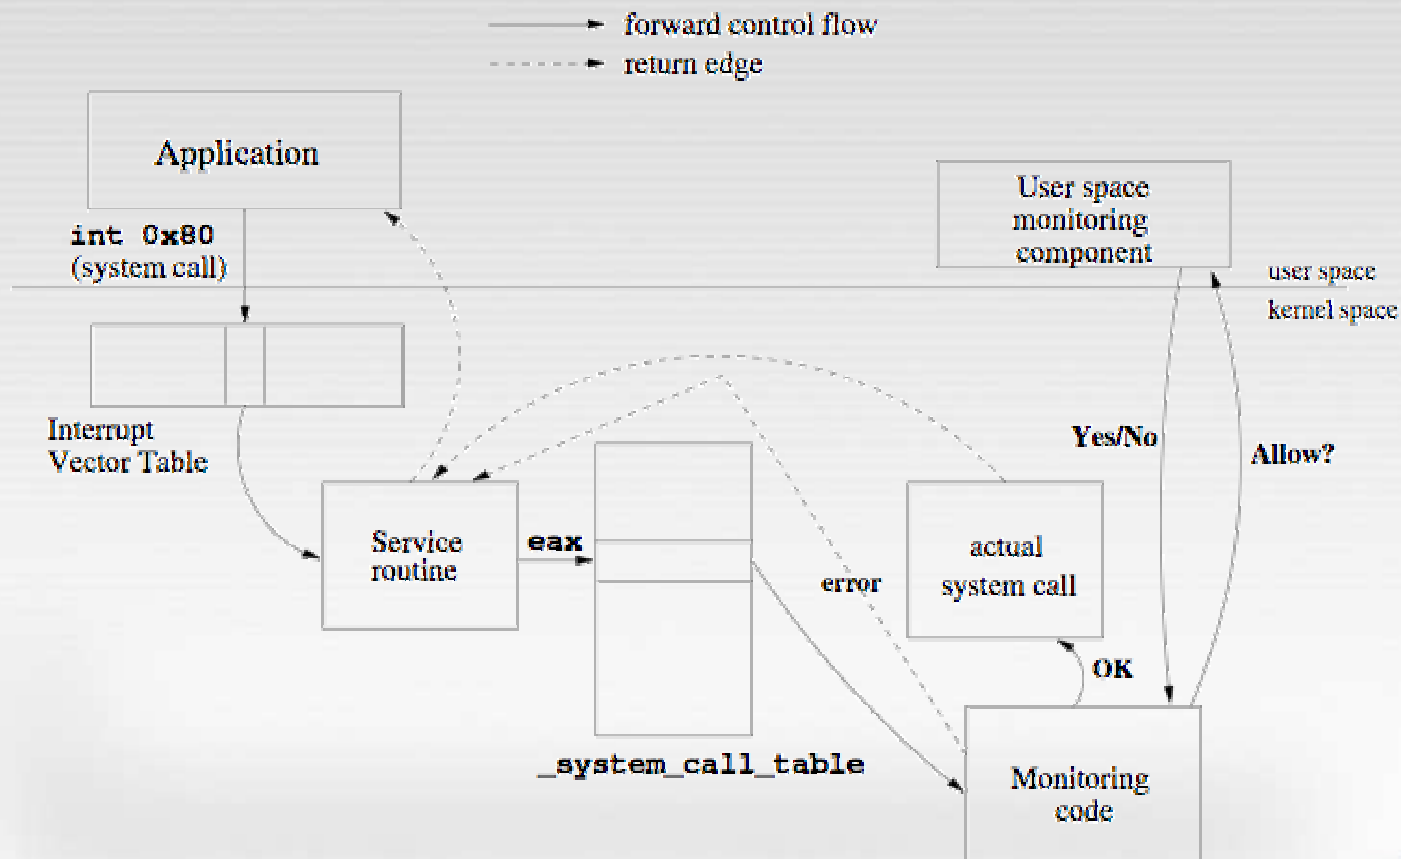 forward control flow
return edge
Application
User space
monitoring
component
int 0x80
(system call)
user space
kernel space
Interrupt
Vector Table
Yes/No
Allow?
Service
routine
eax
actual
system call
error
OK
_system_call_table
Monitoring
code